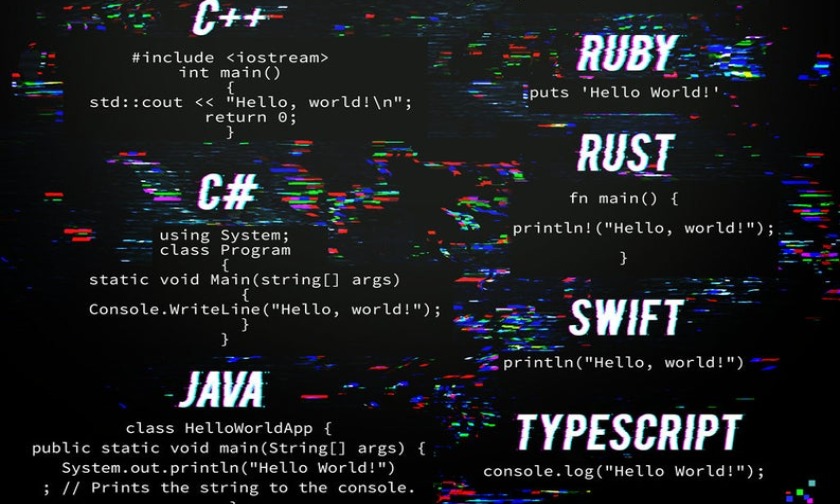 C++
#include <iostream>
int main()
{
std::cout << "Hello, world!\n";
return 0;
}
C#
using System;
class Program
{
static void Main(string[] args)
{
Console.WriteLine("Hello, world!");
}
}
JAVA
class HelloWorldApp {
public static void main(String[] args) {
System.out.println("Hello World!")
; // Prints the string to the console.
}
RUBY
puts 'Hello World!'
RUST
fn main() {
println!("Hello, world!");
}
SWIFT
println("Hello, world!")
TYPESCRIPT
console.log("Hello World!");